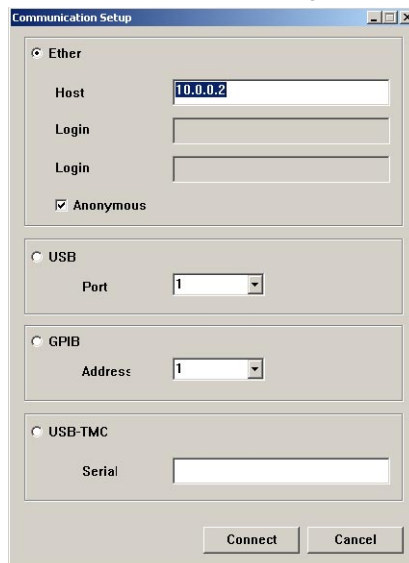 Communication Setup
Ether
Host 10.0.0.2
Login
Login
Anonymous
USB
Port 1
GPIB
Address 1
USB-TMC
Serial
Connect Cancel